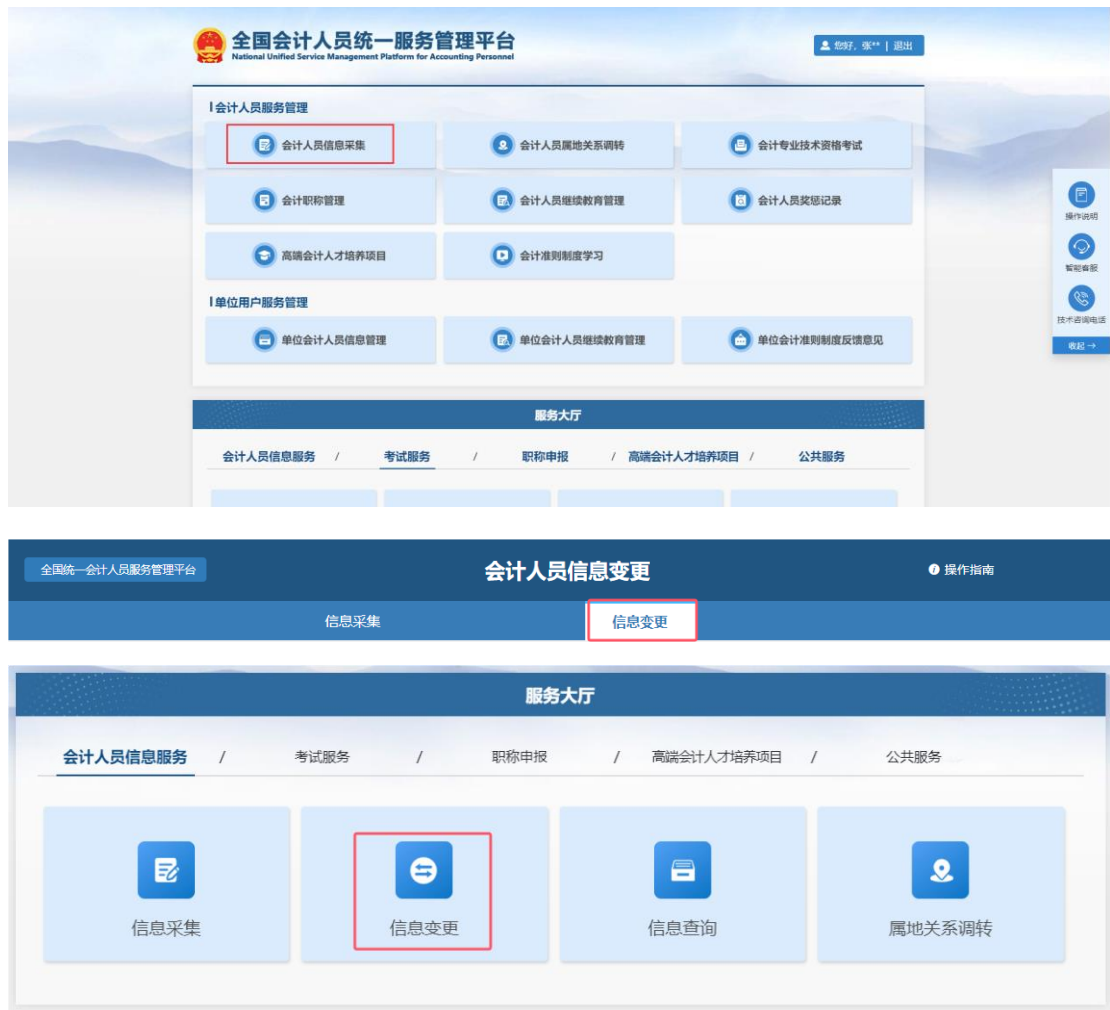 全国会计人员统一服务管理平台
National Unified Service Management Platform for Accounting Personnel
您好，张** | 退出
会计人员服务管理
会计人员信息采集
会计人员属地关系调转
会计专业技术资格考试
会计职称管理
会计人员继续教育管理
会计人员奖惩记录
高端会计人才培养项目
会计准则制度学习
单位用户服务管理
单位会计人员信息管理
单位会计人员继续教育管理
单位会计准则制度反馈意见
操作说明
智能客服
技术咨询电话
收起→
服务大厅
会计人员信息服务 / 考试服务 / 职称申报 / 高端会计人才培养项目 / 公共服务
全国统一会计人员服务管理平台
会计人员信息变更
操作指南
信息采集
信息变更
服务大厅
会计人员信息服务 / 考试服务 / 职称申报 / 高端会计人才培养项目 / 公共服务
信息采集
信息变更
信息查询
属地关系调转